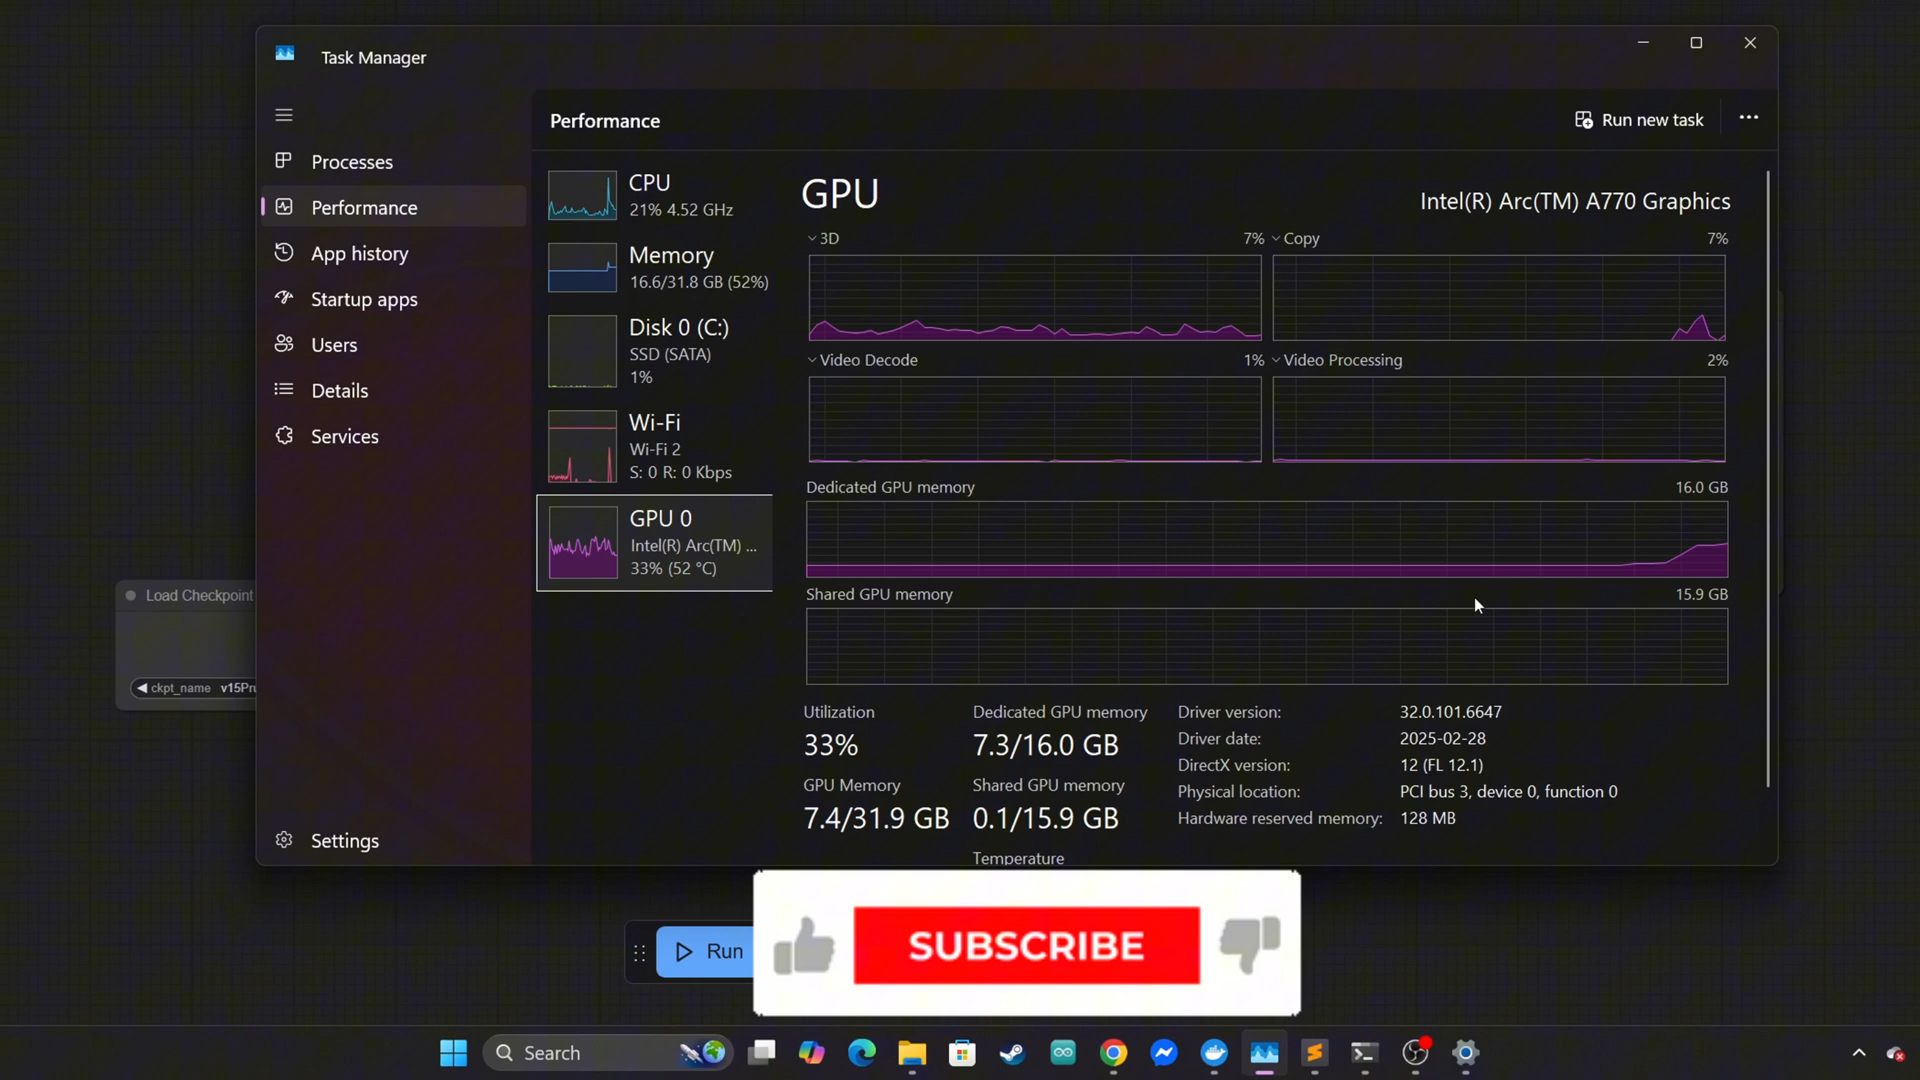 Task Manager
Performance
Run new task
Processes
Performance
App history
Startup apps
Users
Details
Services
Settings
CPU
21% 4.52 GHz
Memory
16.6/31.8 GB (52%)
Disk 0 (C:)
SSD (SATA)
1%
Wi-Fi
Wi-Fi 2
S: 0 R: 0 Kbps
GPU 0
Intel(R) Arc(TM) ...
33% (52 °C)
GPU
Intel(R) Arc(TM) A770 Graphics
3D 7%
Copy 7%
Video Decode 1%
Video Processing 2%
Dedicated GPU memory 16.0 GB
Shared GPU memory 15.9 GB
Utilization
33%
Dedicated GPU memory
7.3/16.0 GB
GPU Memory
7.4/31.9 GB
Shared GPU memory
0.1/15.9 GB
Temperature
Driver version: 32.0.101.6647
Driver date: 2025-02-28
DirectX version: 12 (FL 12.1)
Physical location: PCI bus 3, device 0, function 0
Hardware reserved memory: 128 MB
Load Checkpoint
ckpt_name v15Pru
Run
SUBSCRIBE
Search